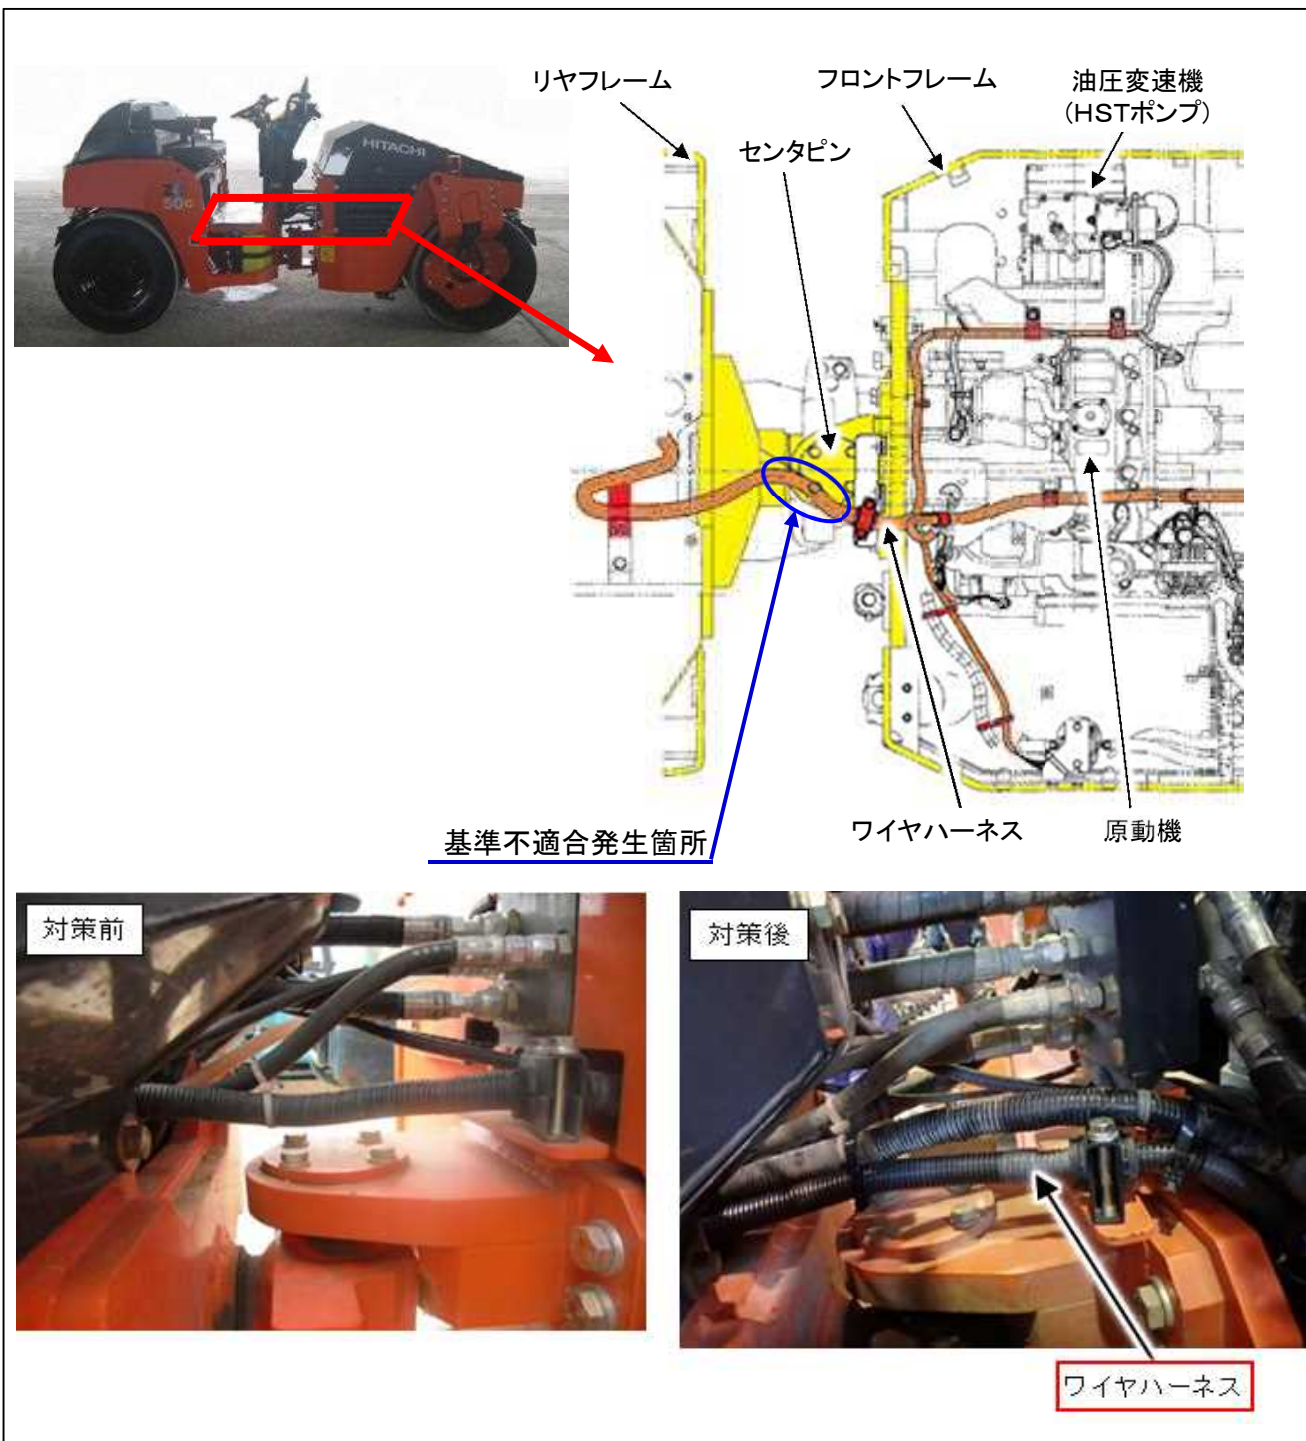 リヤフレーム
フロントフレーム
油圧変速機
(HSTポンプ)
センタピン
HITACHI
50C
基準不適合発生箇所
ワイヤハーネス
原動機
対策前
対策後
ワイヤハーネス